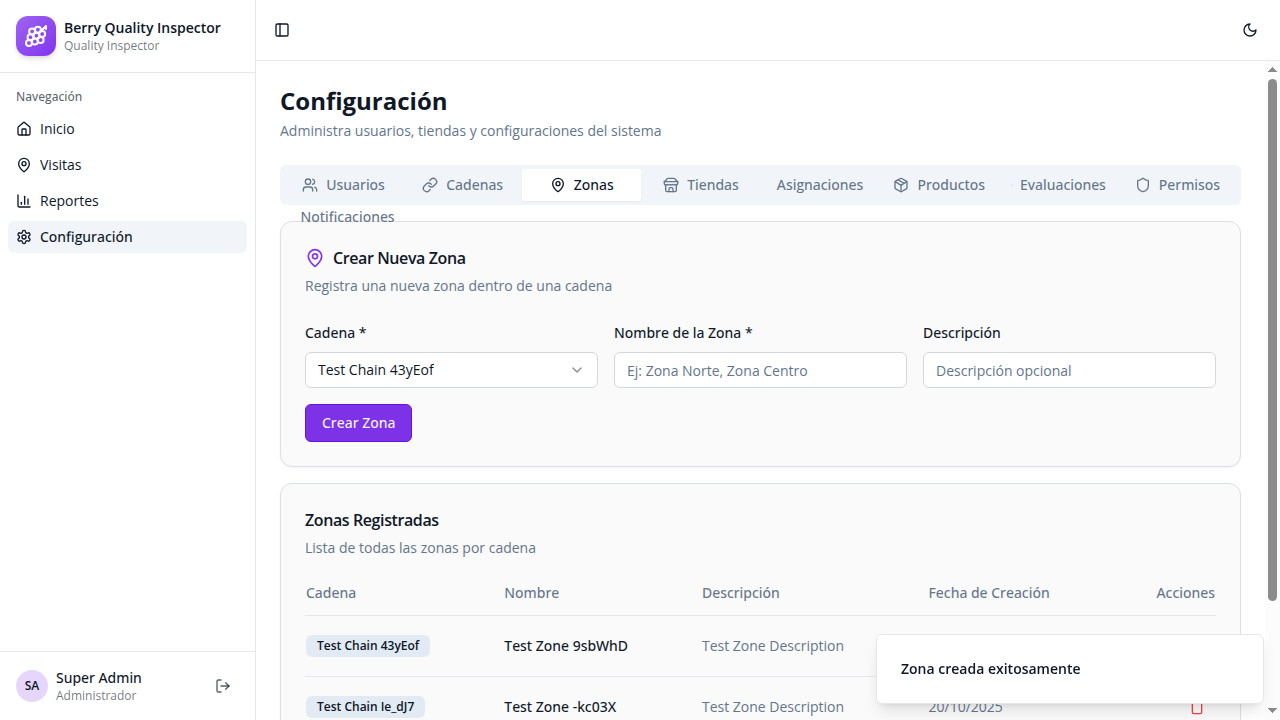 Berry Quality Inspector
Quality Inspector
Navegación
Inicio
Visitas
Reportes
Configuración
SA
Super Admin
Administrador
Configuración
Administra usuarios, tiendas y configuraciones del sistema
Usuarios Cadenas Zonas Tiendas Asignaciones Productos Evaluaciones Permisos
Notificaciones
Crear Nueva Zona
Registra una nueva zona dentro de una cadena
Cadena * Nombre de la Zona * Descripción
Test Chain 43yEof Ej: Zona Norte, Zona Centro Descripción opcional
Crear Zona
Zonas Registradas
Lista de todas las zonas por cadena
Cadena Nombre Descripción Fecha de Creación Acciones
Test Chain 43yEof Test Zone 9sbWhD Test Zone Description
Zona creada exitosamente
Test Chain Ie_dJ7 Test Zone -kc03X Test Zone Description 20/10/2025